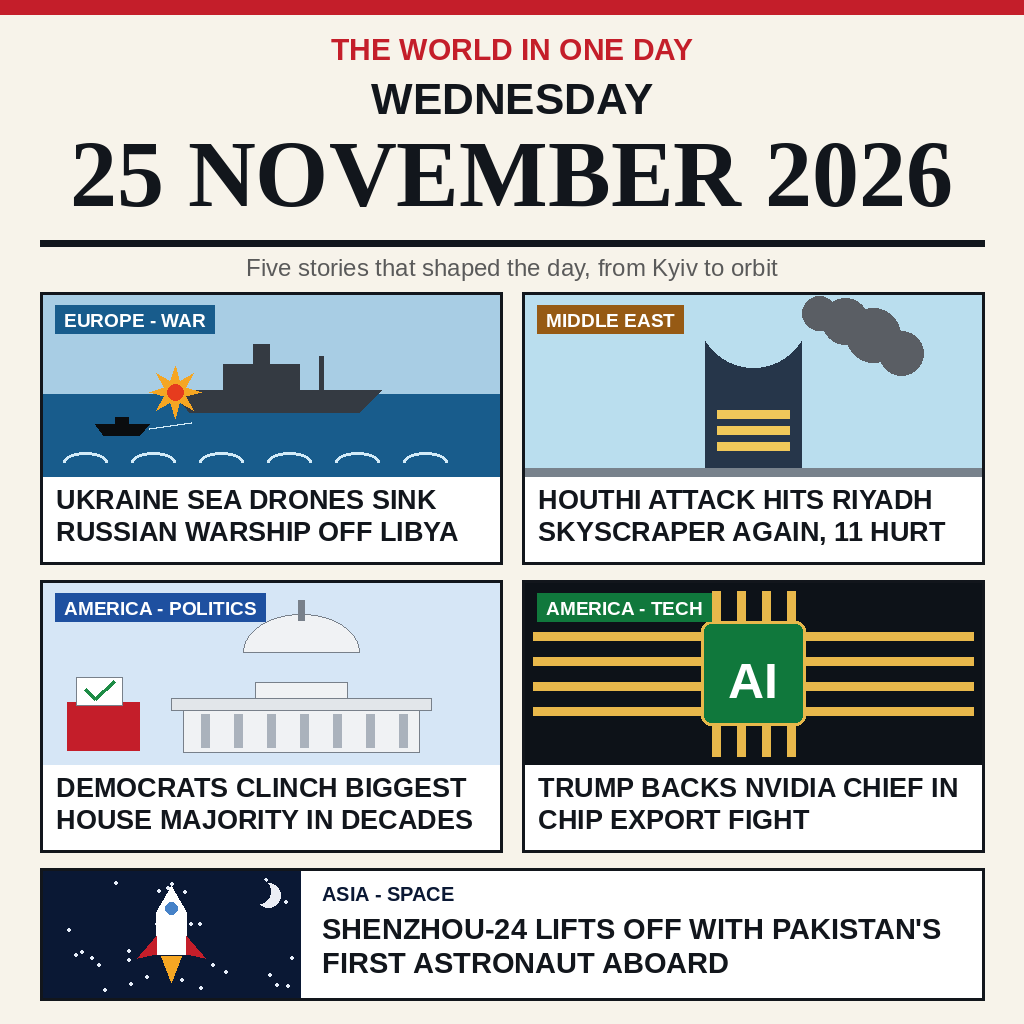 THE WORLD IN ONE DAY
WEDNESDAY
25 NOVEMBER 2026
Five stories that shaped the day, from Kyiv to orbit
EUROPE - WAR
UKRAINE SEA DRONES SINK
RUSSIAN WARSHIP OFF LIBYA
MIDDLE EAST
HOUTHI ATTACK HITS RIYADH
SKYSCRAPER AGAIN, 11 HURT
AMERICA - POLITICS
DEMOCRATS CLINCH BIGGEST
HOUSE MAJORITY IN DECADES
AMERICA - TECH
AI
TRUMP BACKS NVIDIA CHIEF IN
CHIP EXPORT FIGHT
ASIA - SPACE
SHENZHOU-24 LIFTS OFF WITH PAKISTAN'S
FIRST ASTRONAUT ABOARD